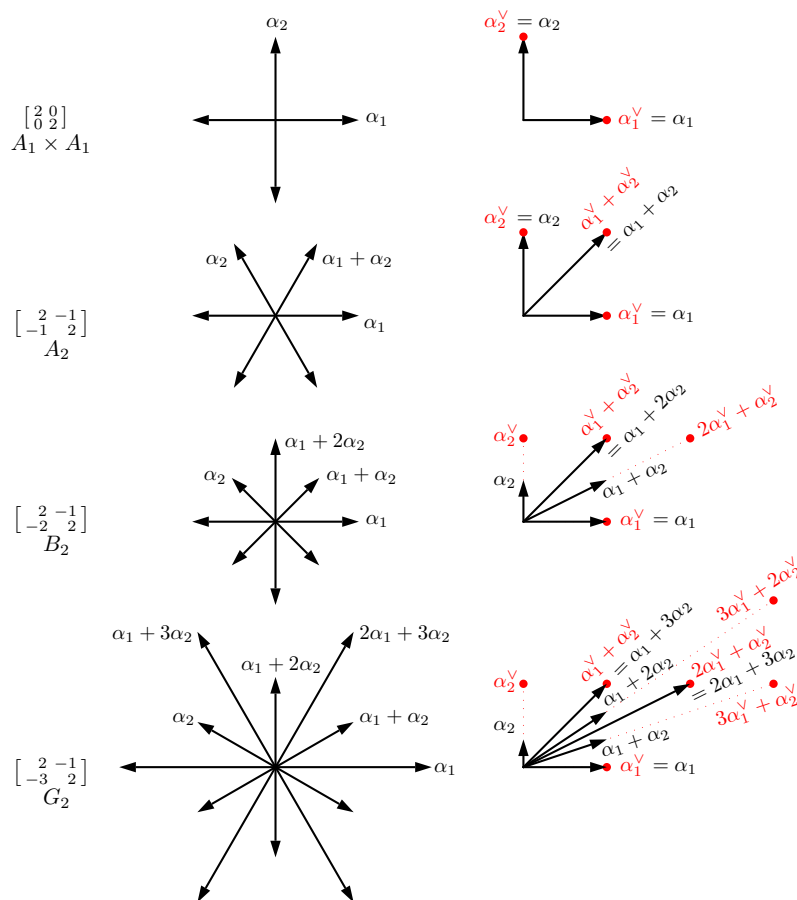 α₂
α₂^∨ = α₂
[2 0]
[0 2]
A₁ × A₁
α₁
α₁^∨ = α₁
α₂
α₁ + α₂
α₂^∨ = α₂
α₁^∨ + α₂^∨
= α₁ + α₂
[2 −1]
[−1 2]
A₂
α₁
α₁^∨ = α₁
α₁ + 2α₂
α₂
α₁ + α₂
α₂^∨
α₁^∨ + α₂^∨
= α₁ + 2α₂
2α₁^∨ + α₂^∨
α₂
α₁ + α₂
[2 −1]
[−2 2]
B₂
α₁
α₁^∨ = α₁
α₁ + 3α₂
2α₁ + 3α₂
α₁ + 2α₂
α₂
α₁ + α₂
α₂^∨
α₁^∨ + α₂^∨
= α₁ + 3α₂
3α₁^∨ + 2α₂^∨
α₁ + 2α₂
2α₁^∨ + α₂^∨
= 2α₁ + 3α₂
3α₁^∨ + α₂^∨
α₂
α₁ + α₂
[2 −1]
[−3 2]
G₂
α₁
α₁^∨ = α₁